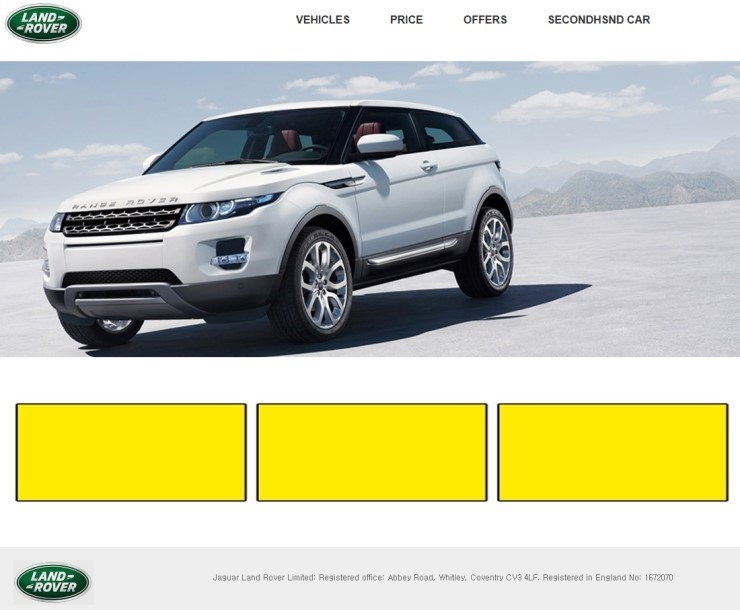 LAND-
ROVER
VEHICLES PRICE OFFERS SECONDHSND CAR
RANGE ROVER
LAND-
ROVER
Jaguar Land Rover Limited: Registered office: Abbey Road, Whitley, Coventry CV3 4LF. Registered in England No: 1672070